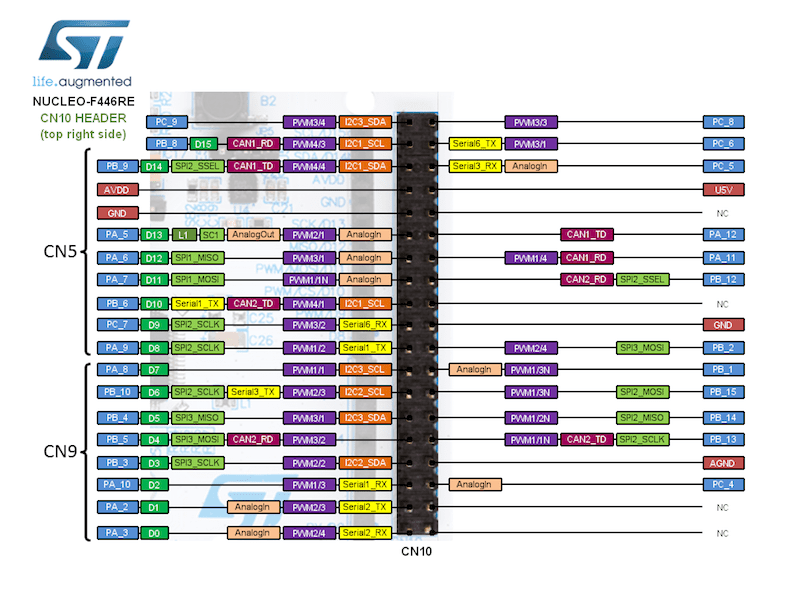 ST
life.augmented
NUCLEO-F446RE
CN10 HEADER
(top right side)
B2
PC_9 PWM3/4 I2C3_SDA PWM3/3 PC_8
PB_8 D15 CAN1_RD PWM4/3 I2C1_SCL Serial6_TX PWM3/1 PC_6
PB_9 D14 SPI2_SSEL CAN1_TD PWM4/4 I2C1_SDA Serial3_RX AnalogIn PC_5
AVDD U5V
GND NC
PA_5 D13 L1 SC1 AnalogOut PWM2/1 AnalogIn CAN1_TD PA_12
CN5
PA_6 D12 SPI1_MISO PWM3/1 AnalogIn PWM1/4 CAN1_RD PA_11
PA_7 D11 SPI1_MOSI PWM1/1N AnalogIn CAN2_RD SPI2_SSEL PB_12
PB_6 D10 Serial1_TX CAN2_TD PWM4/1 I2C1_SCL NC
PC_7 D9 SPI2_SCLK PWM3/2 Serial6_RX GND
PA_9 D8 SPI2_SCLK PWM1/2 Serial1_TX PWM2/4 SPI3_MOSI PB_2
PA_8 D7 PWM1/1 I2C3_SCL AnalogIn PWM1/3N PB_1
PB_10 D6 SPI2_SCLK Serial3_TX PWM2/3 I2C2_SCL PWM1/3N SPI2_MOSI PB_15
PB_4 D5 SPI3_MISO PWM3/1 I2C3_SDA PWM1/2N SPI2_MISO PB_14
PB_5 D4 SPI3_MOSI CAN2_RD PWM3/2 PWM1/1N CAN2_TD SPI2_SCLK PB_13
CN9
PB_3 D3 SPI3_SCLK PWM2/2 I2C2_SDA AGND
PA_10 D2 PWM1/3 Serial1_RX AnalogIn PC_4
PA_2 D1 AnalogIn PWM2/3 Serial2_TX NC
PA_3 D0 AnalogIn PWM2/4 Serial2_RX NC
CN10